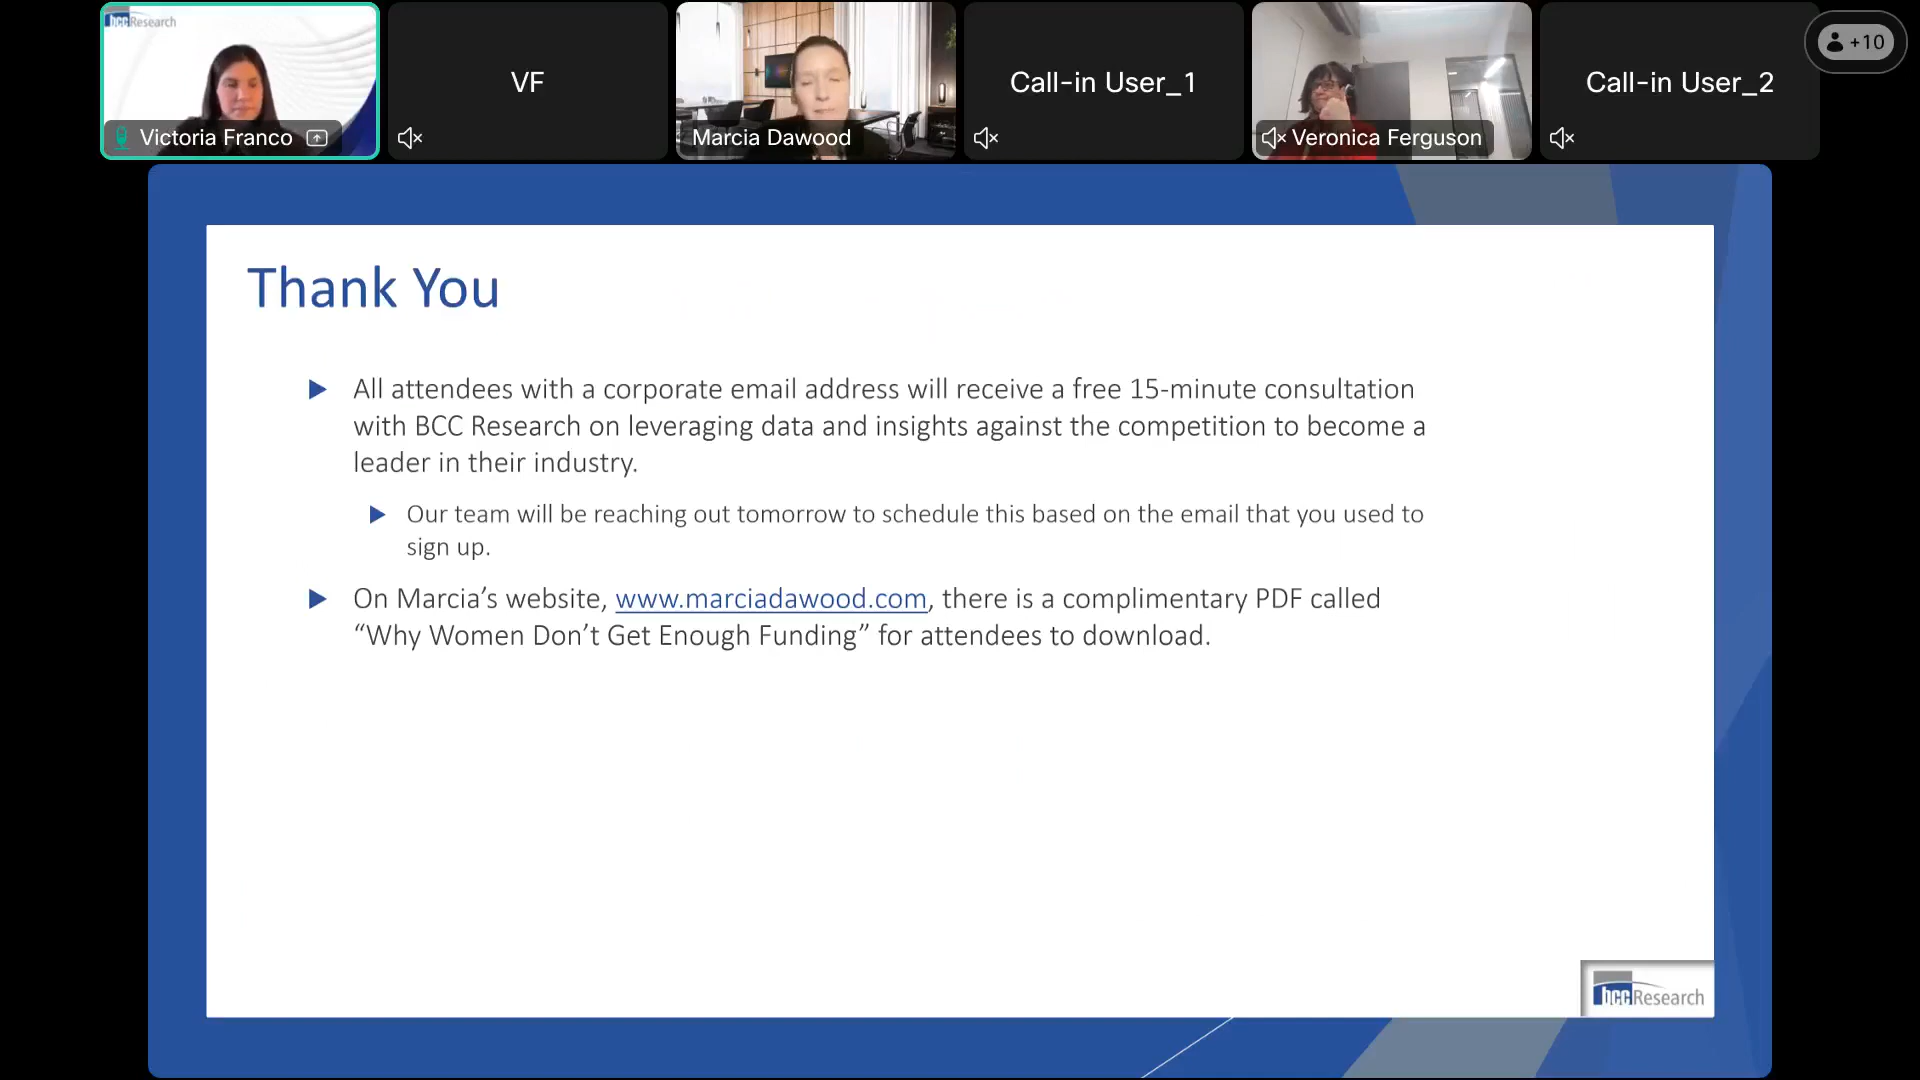 bccResearch
Victoria Franco
VF
Marcia Dawood
Call-in User_1
Veronica Ferguson
Call-in User_2
+10
Thank You
All attendees with a corporate email address will receive a free 15-minute consultation
with BCC Research on leveraging data and insights against the competition to become a
leader in their industry.
Our team will be reaching out tomorrow to schedule this based on the email that you used to
sign up.
On Marcia’s website, www.marciadawood.com, there is a complimentary PDF called
“Why Women Don’t Get Enough Funding” for attendees to download.
bccResearch